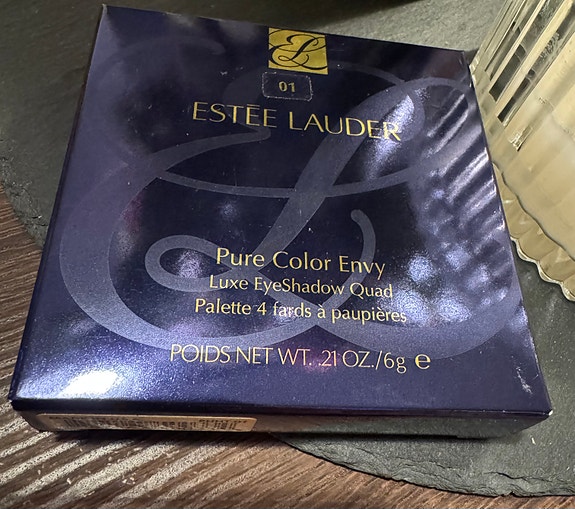 01
ESTĒE LAUDER
Pure Color Envy
Luxe EyeShadow Quad
Palette 4 fards à paupières
POIDS NET WT. .21 OZ./6g e